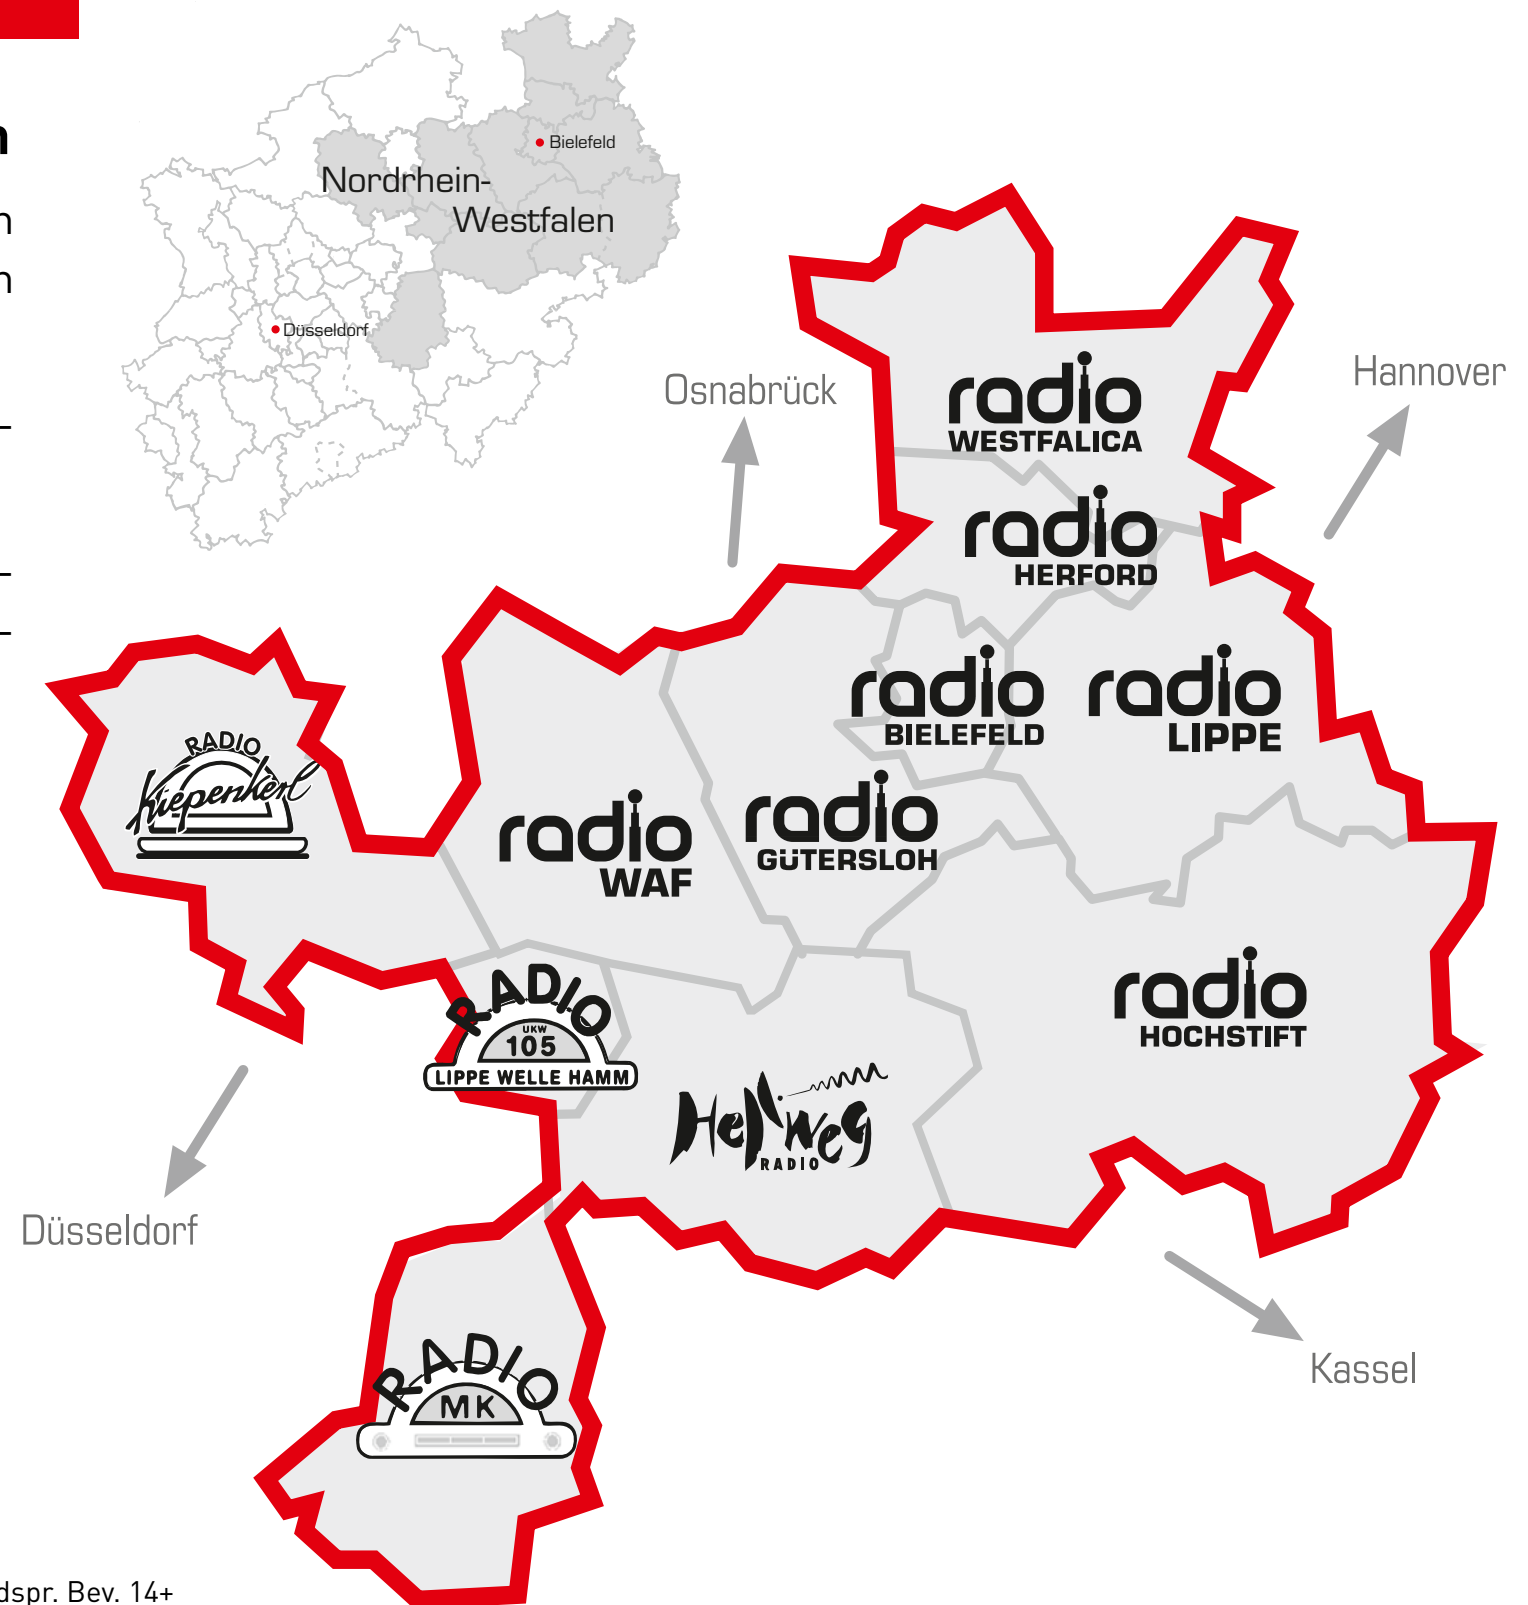 n
n
n
Nordrhein-
Westfalen
Bielefeld
Düsseldorf
Osnabrück
Hannover
radio
WESTFALICA
radio
HERFORD
radio
BIELEFELD
radio
LIPPE
RADIO
Kiepenkerl
radio
WAF
radio
GÜTERSLOH
RADIO
UKW
105
LIPPE WELLE HAMM
radio
HOCHSTIFT
Hellweg
RADIO
Düsseldorf
Kassel
RADIO
MK
dspr. Bev. 14+